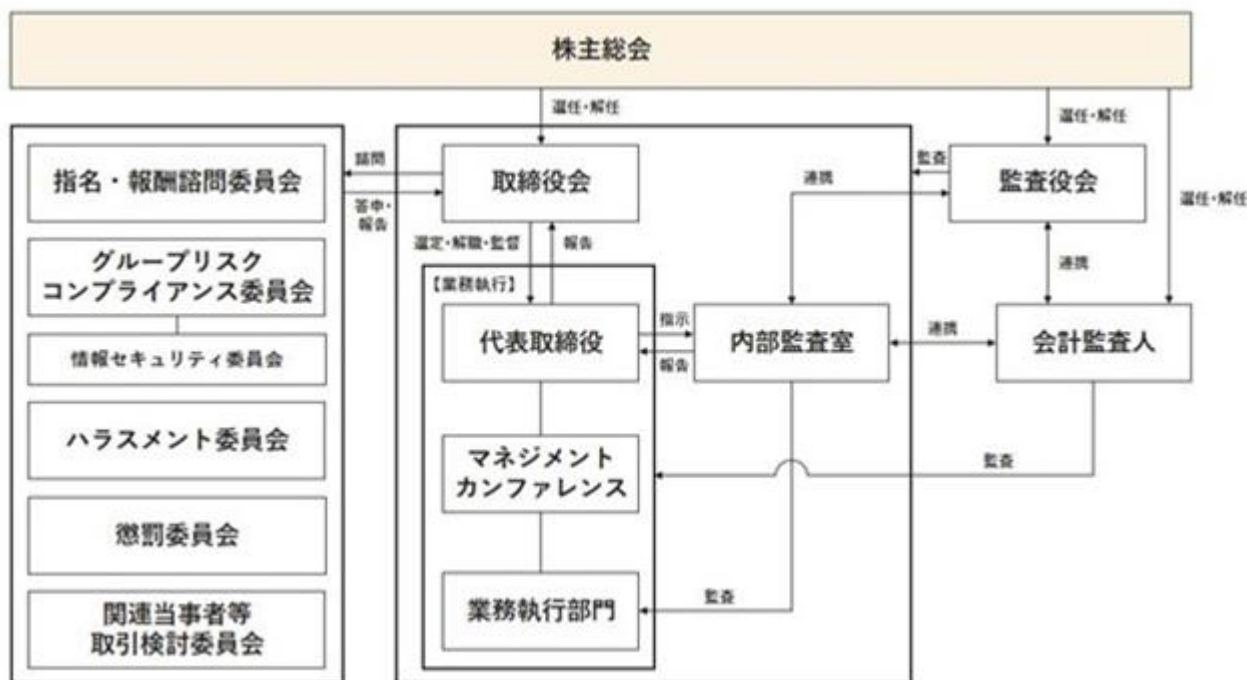 株主総会
選任・解任
選任・解任
選任・解任
指名・報酬諮問委員会
諮問
答申・
報告
取締役会
連携
監査
監査役会
グループリスク
コンプライアンス委員会
選定・解職・監督
報告
連携
【業務執行】
情報セキュリティ委員会
代表取締役
指示
報告
内部監査室
連携
会計監査人
ハラスメント委員会
マネジメント
カンファレンス
監査
懲罰委員会
業務執行部門
監査
関連当事者等
取引検討委員会